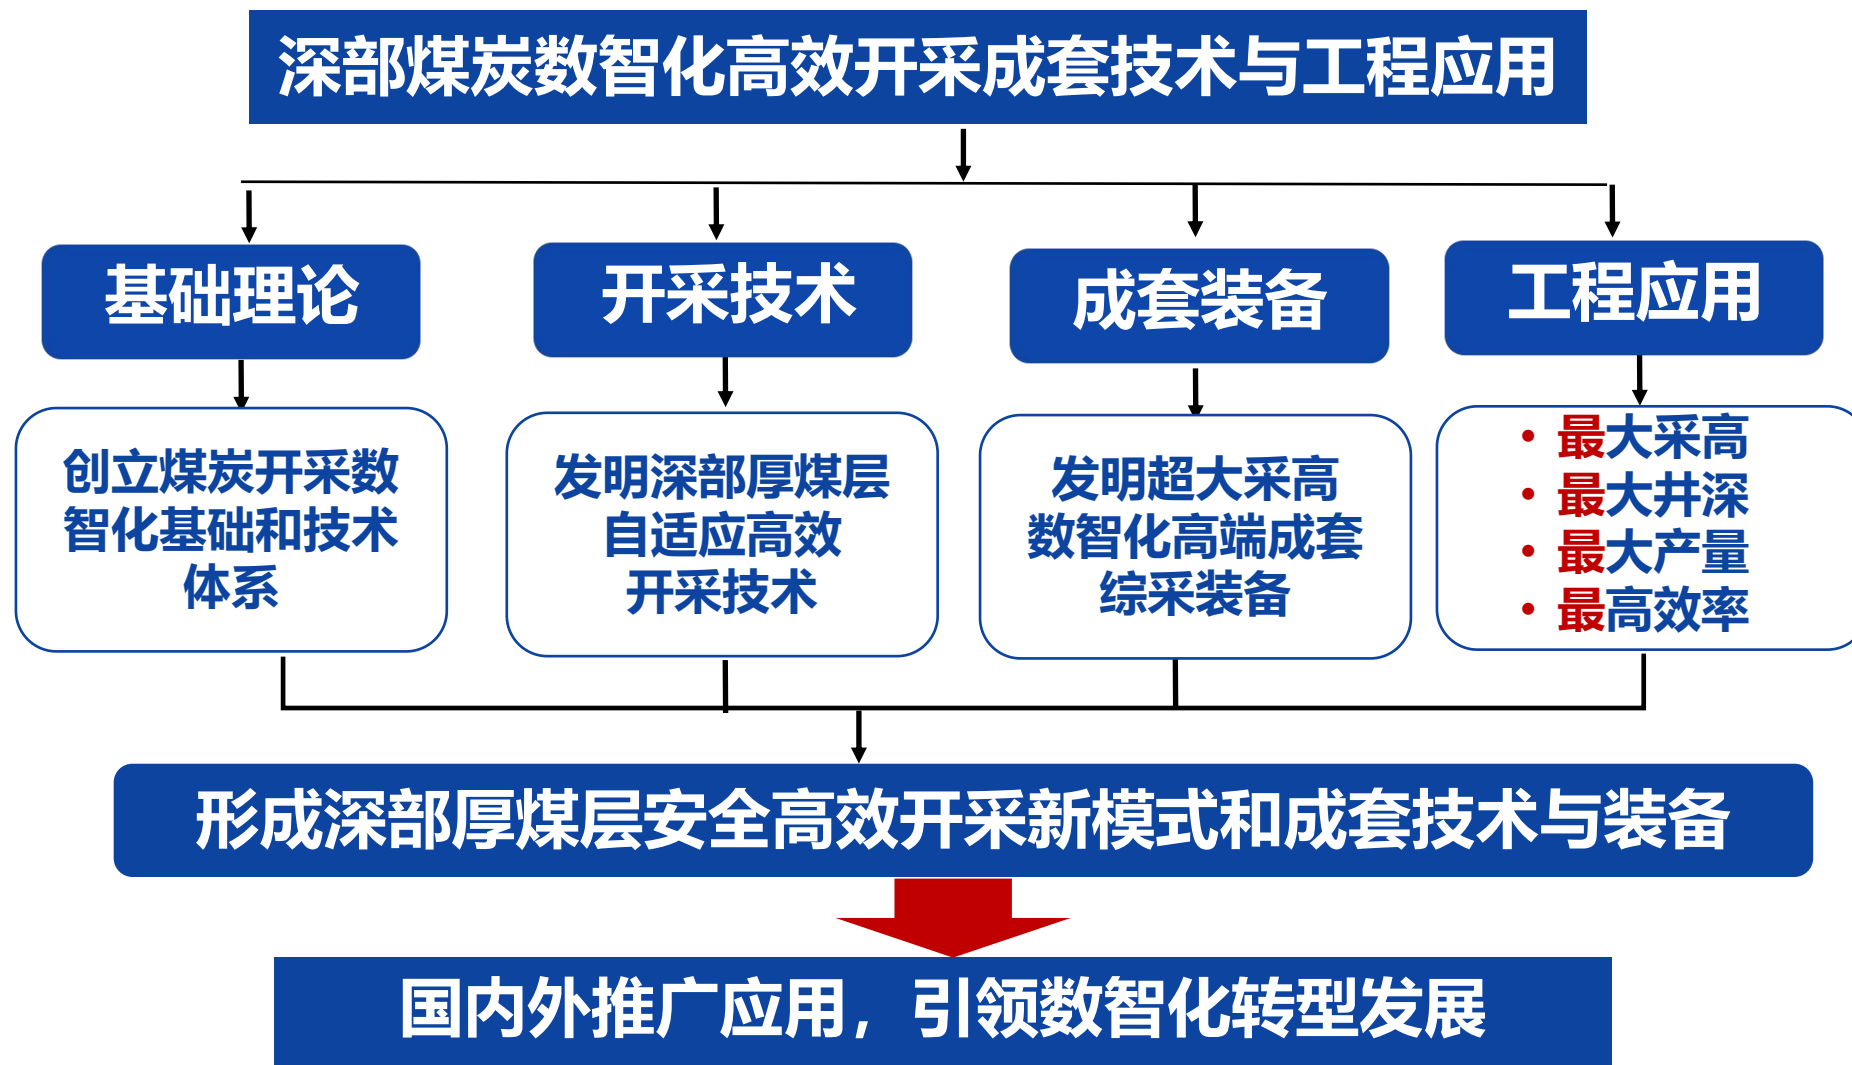 深部煤炭数智化高效开采成套技术与工程应用
基础理论
开采技术
成套装备
工程应用
创立煤炭开采数
智化基础和技术
体系
发明深部厚煤层
自适应高效
开采技术
发明超大采高
数智化高端成套
综采装备
• 最大采高
• 最大井深
• 最大产量
• 最高效率
形成深部厚煤层安全高效开采新模式和成套技术与装备
国内外推广应用，引领数智化转型发展